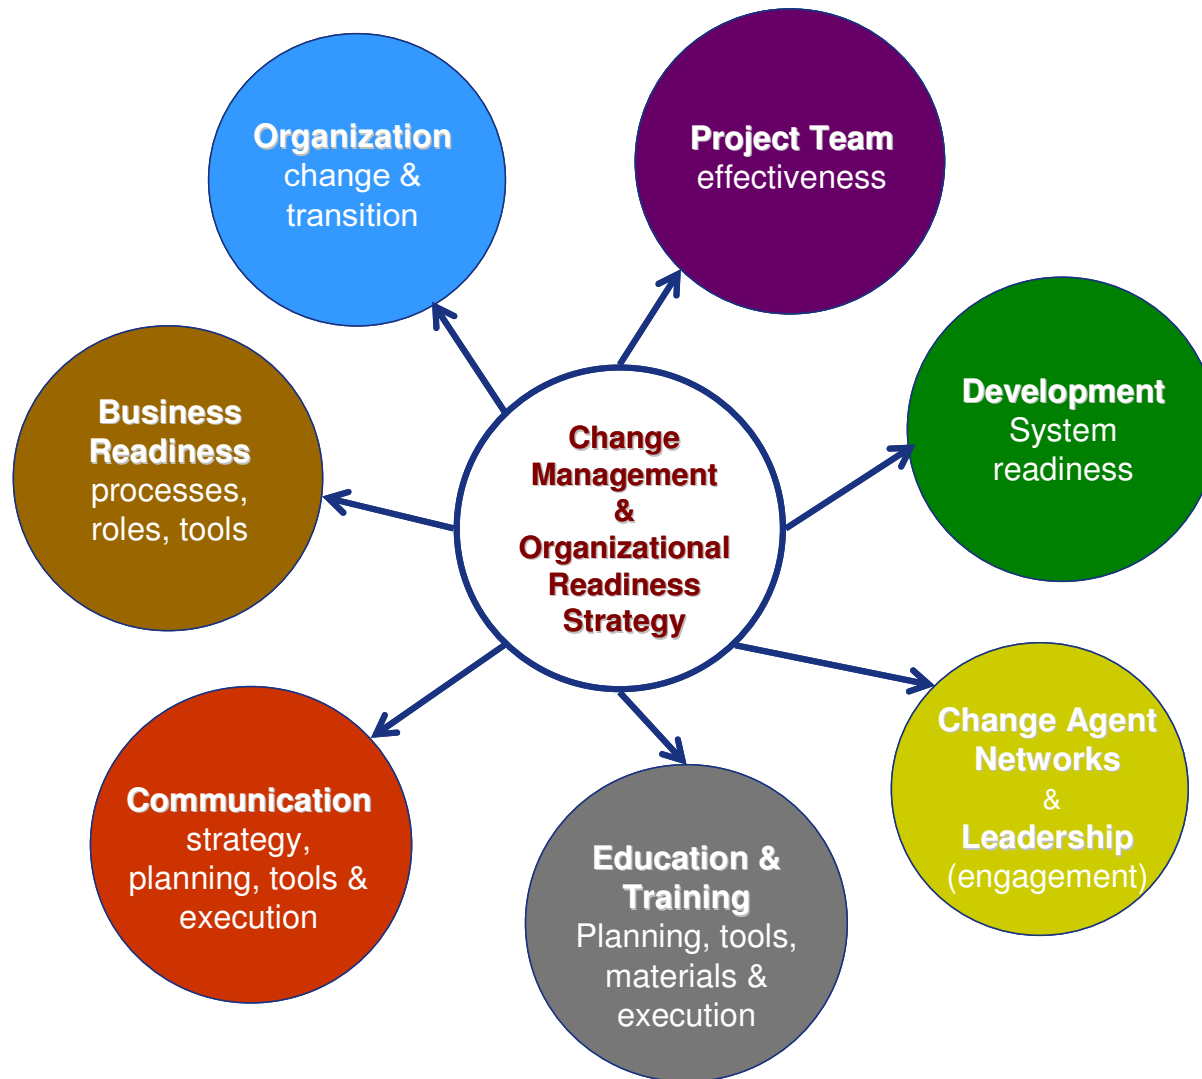 Organization
change &
transition
Project Team
effectiveness
Development
System
readiness
Business
Readiness
processes,
roles, tools
Change
Management
&
Organizational
Readiness
Strategy
Change Agent
Networks
&
Leadership
(engagement)
Communication
strategy,
planning, tools &
execution
Education &
Training
Planning, tools,
materials &
execution